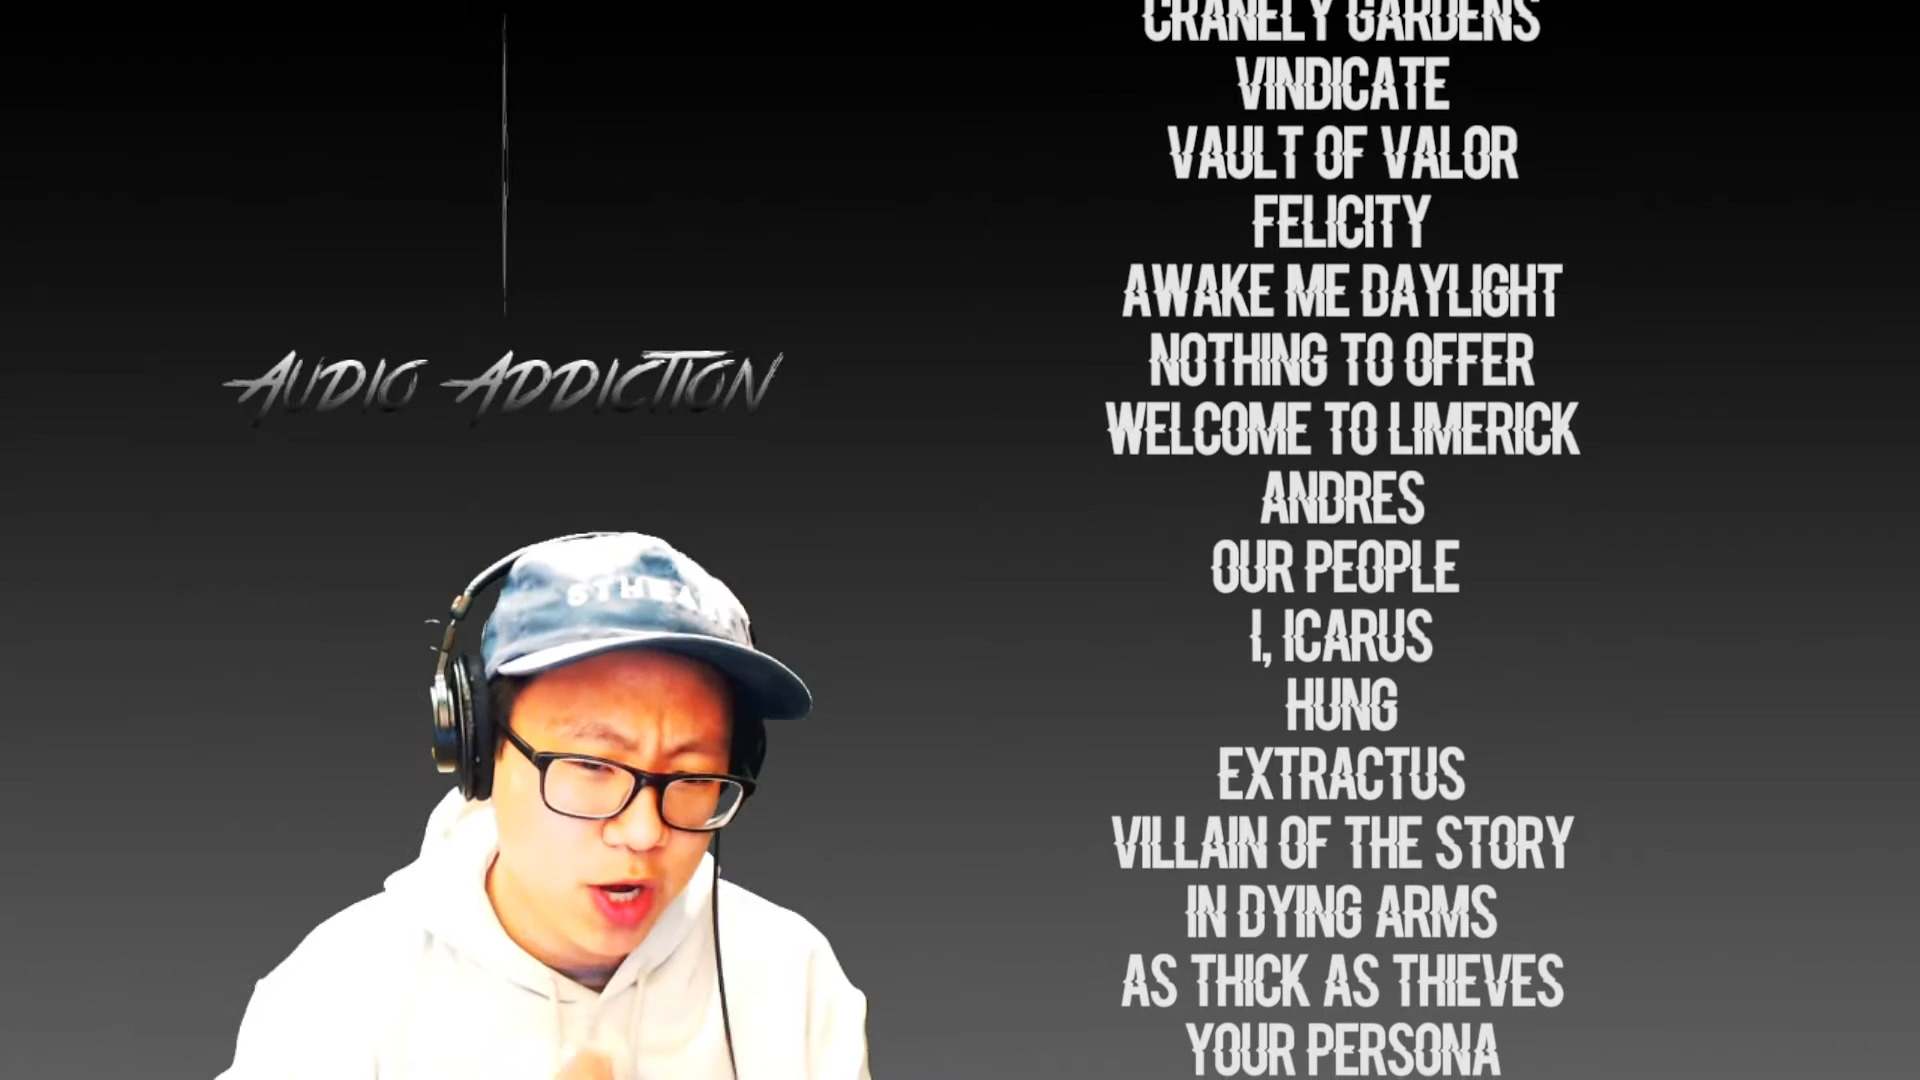 CRANELY GARDENS
VINDICATE
VAULT OF VALOR
FELICITY
AWAKE ME DAYLIGHT
NOTHING TO OFFER
WELCOME TO LIMERICK
ANDRES
OUR PEOPLE
I, ICARUS
HUNG
EXTRACTUS
VILLAIN OF THE STORY
IN DYING ARMS
AS THICK AS THIEVES
YOUR PERSONA
AUDIO ADDICTION